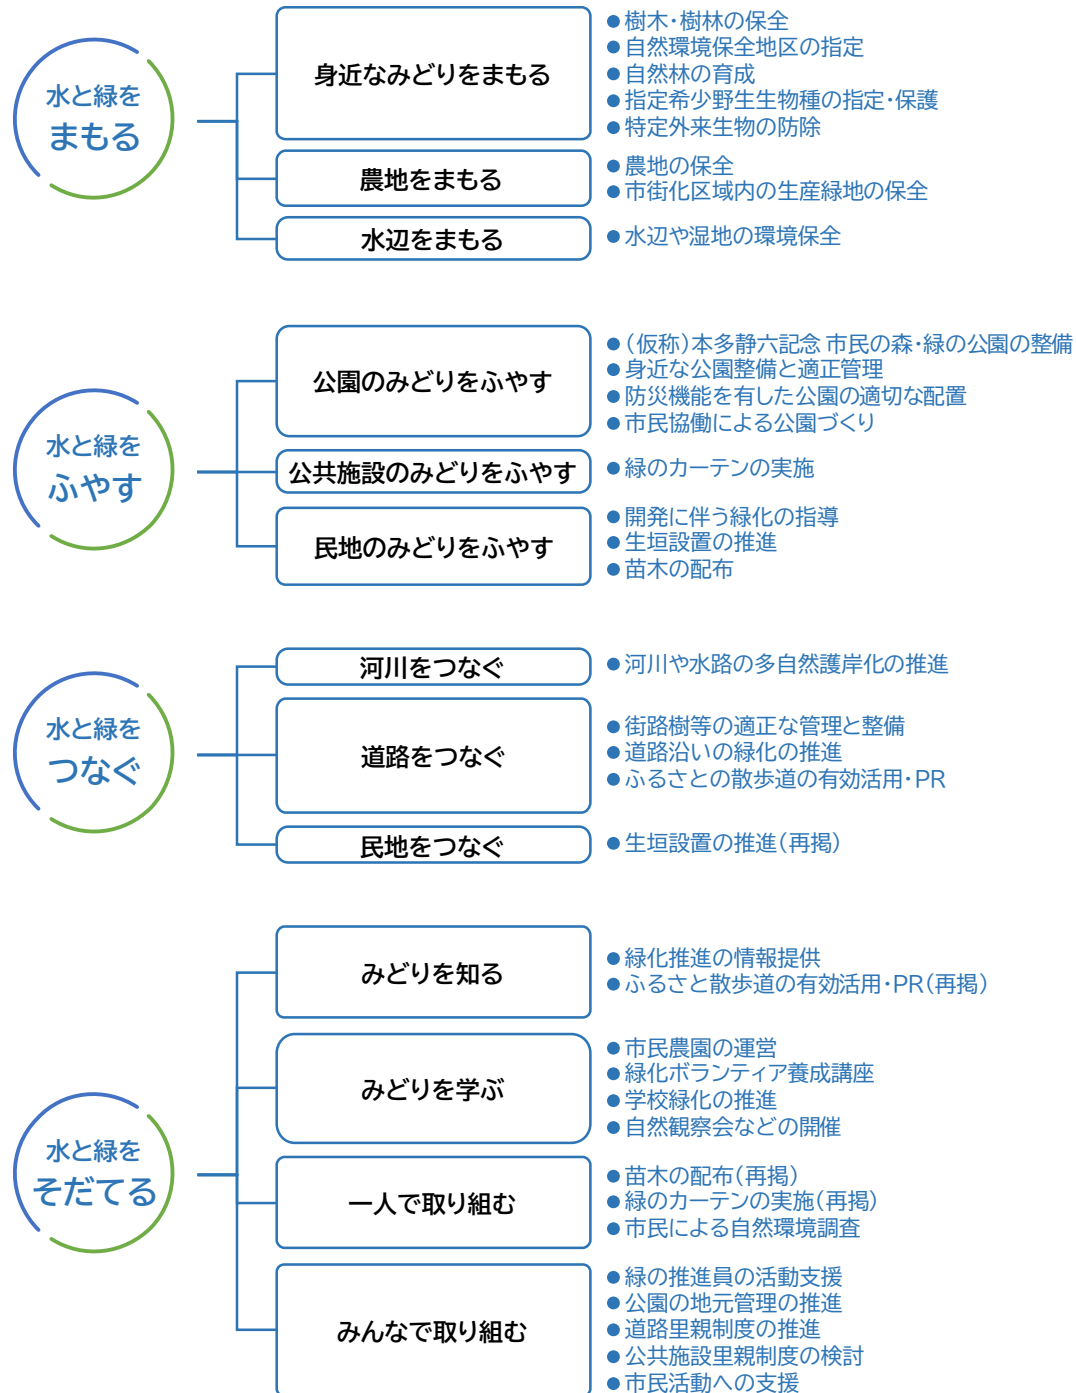 水と緑を
まもる
身近なみどりをまもる
●樹木・樹林の保全
●自然環境保全地区の指定
●自然林の育成
●指定希少野生生物種の指定・保護
●特定外来生物の防除
農地をまもる
●農地の保全
●市街化区域内の生産緑地の保全
水辺をまもる
●水辺や湿地の環境保全
水と緑を
ふやす
公園のみどりをふやす
●（仮称）本多静六記念 市民の森・緑の公園の整備
●身近な公園整備と適正管理
●防災機能を有した公園の適切な配置
●市民協働による公園づくり
公共施設のみどりをふやす
●緑のカーテンの実施
民地のみどりをふやす
●開発に伴う緑化の指導
●生垣設置の推進
●苗木の配布
水と緑を
つなぐ
河川をつなぐ
●河川や水路の多自然護岸化の推進
道路をつなぐ
●街路樹等の適正な管理と整備
●道路沿いの緑化の推進
●ふるさとの散歩道の有効活用・PR
民地をつなぐ
●生垣設置の推進（再掲）
水と緑を
そだてる
みどりを知る
●緑化推進の情報提供
●ふるさと散歩道の有効活用・PR（再掲）
みどりを学ぶ
●市民農園の運営
●緑化ボランティア養成講座
●学校緑化の推進
●自然観察会などの開催
一人で取り組む
●苗木の配布（再掲）
●緑のカーテンの実施（再掲）
●市民による自然環境調査
みんなで取り組む
●緑の推進員の活動支援
●公園の地元管理の推進
●道路里親制度の推進
●公共施設里親制度の検討
●市民活動への支援